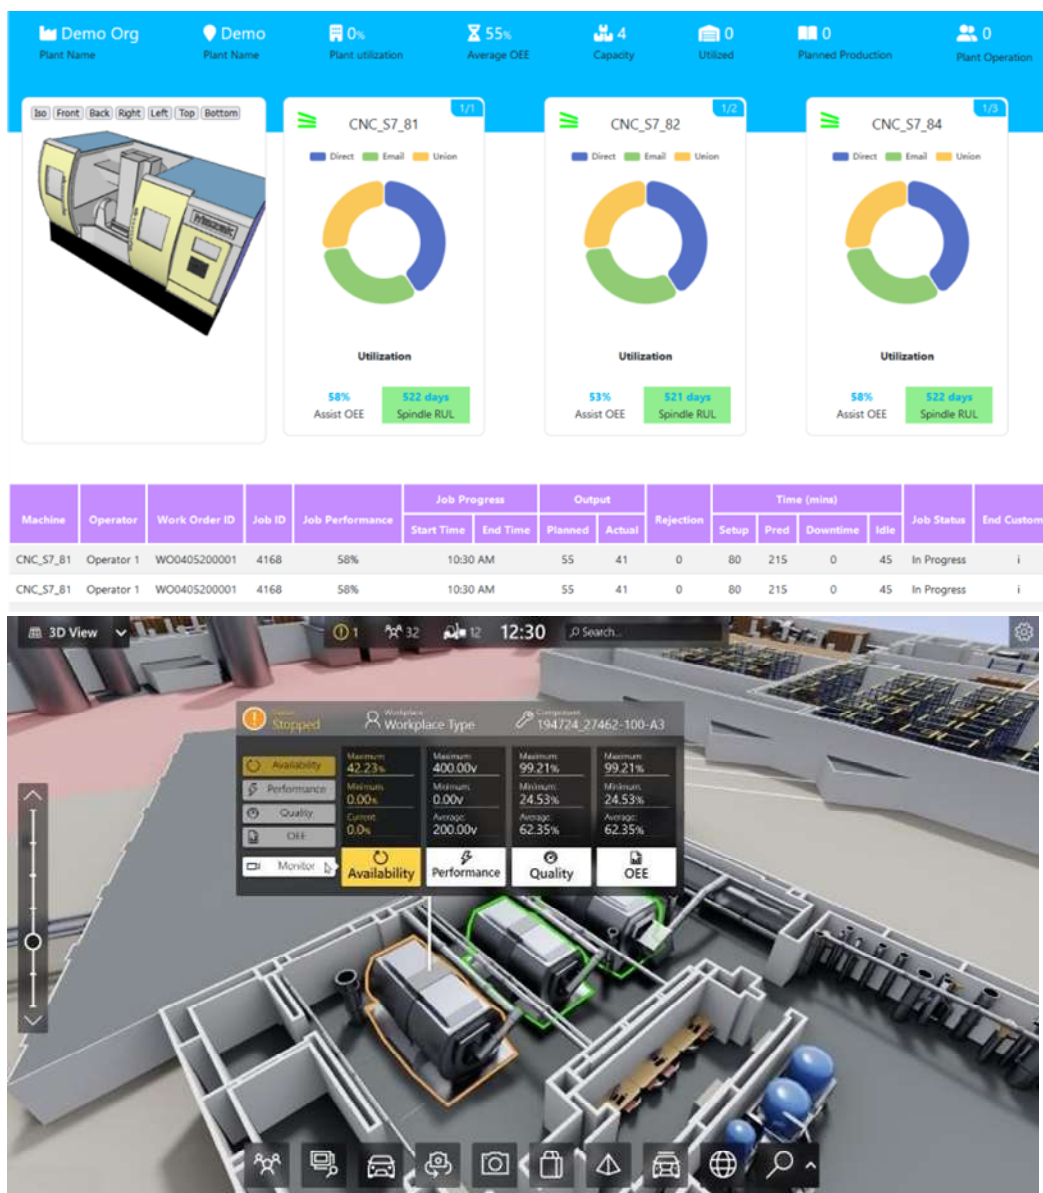 Demo Org
Plant Name
Demo
Plant Name
0%
Plant utilization
55%
Average OEE
4
Capacity
0
Utilized
0
Planned Production
0
Plant Operation
Iso Front Back Right Left Top Bottom
Mazak
1/1
CNC_S7_81
Direct Email Union
Utilization
58%
Assist OEE
522 days
Spindle RUL
1/2
CNC_S7_82
Direct Email Union
Utilization
53%
Assist OEE
521 days
Spindle RUL
1/3
CNC_S7_84
Direct Email Union
Utilization
58%
Assist OEE
522 days
Spindle RUL
Job Progress Output Time (mins)
Machine Operator Work Order ID Job ID Job Performance Rejection Job Status End Custom
Start Time End Time Planned Actual Setup Pred Downtime Idle
CNC_S7_81 Operator 1 WO0405200001 4168 58% 10:30 AM 55 41 0 80 215 0 45 In Progress i
CNC_S7_81 Operator 1 WO0405200001 4168 58% 10:30 AM 55 41 0 80 215 0 45 In Progress i
3D View 1 32 12 12:30 Search...
Stopped
Workplace
Workplace Type
Component
194724_27462-100-A3
Availability
Performance
Quality
OEE
Monitor
Maximum:
42.23%
Minimum:
0.00%
Current:
0.0%
Availability
Maximum:
400.00v
Minimum:
0.00v
Average:
200.00v
Performance
Maximum:
99.21%
Minimum:
24.53%
Average:
62.35%
Quality
Maximum:
99.21%
Minimum:
24.53%
Average:
62.35%
OEE